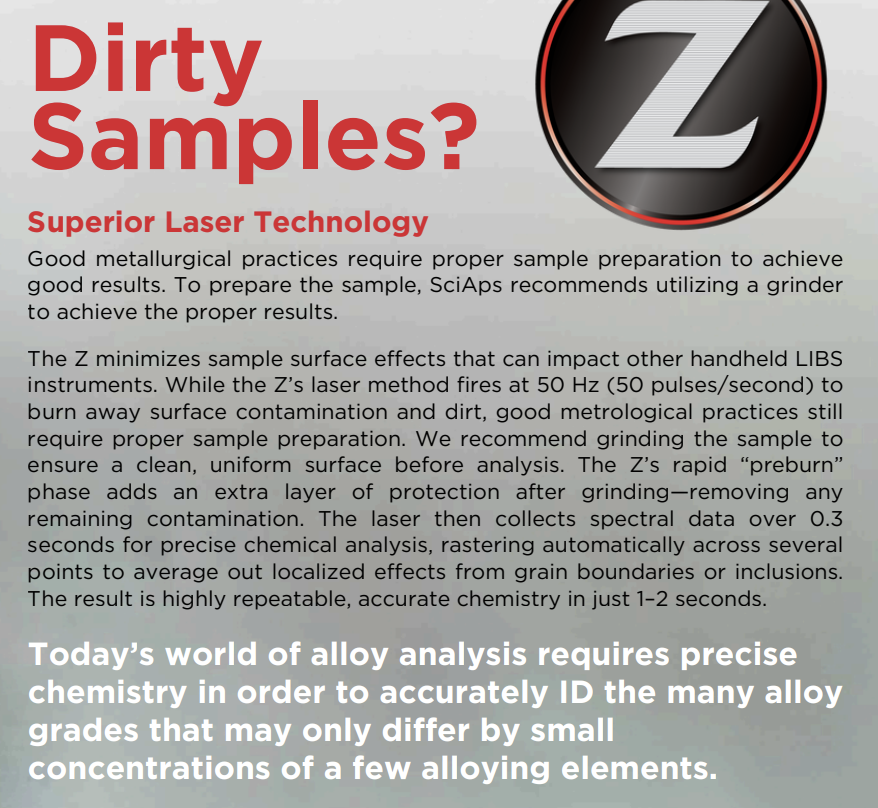 Dirty
Samples?
Z
Superior Laser Technology
Good metallurgical practices require proper sample preparation to achieve
good results. To prepare the sample, SciAps recommends utilizing a grinder
to achieve the proper results.
The Z minimizes sample surface effects that can impact other handheld LIBS
instruments. While the Z’s laser method fires at 50 Hz (50 pulses/second) to
burn away surface contamination and dirt, good metrological practices still
require proper sample preparation. We recommend grinding the sample to
ensure a clean, uniform surface before analysis. The Z’s rapid “preburn”
phase adds an extra layer of protection after grinding—removing any
remaining contamination. The laser then collects spectral data over 0.3
seconds for precise chemical analysis, rastering automatically across several
points to average out localized effects from grain boundaries or inclusions.
The result is highly repeatable, accurate chemistry in just 1–2 seconds.
Today’s world of alloy analysis requires precise
chemistry in order to accurately ID the many alloy
grades that may only differ by small
concentrations of a few alloying elements.